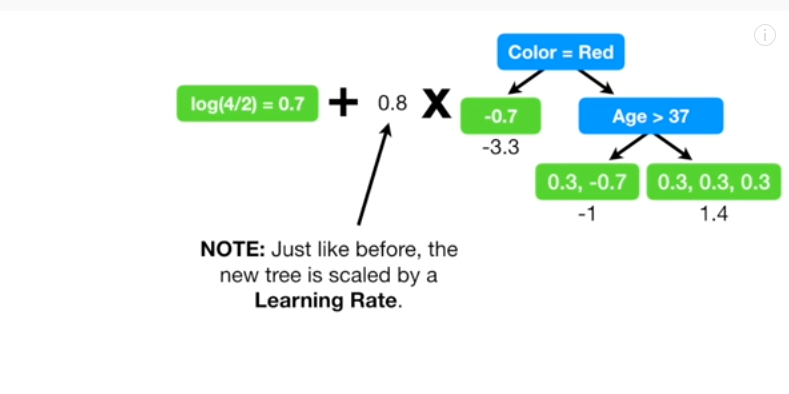 Color = Red
log(4/2) = 0.7 + 0.8 X
-0.7
Age > 37
-3.3
0.3, -0.7
0.3, 0.3, 0.3
-1
1.4
NOTE: Just like before, the
new tree is scaled by a
Learning Rate.